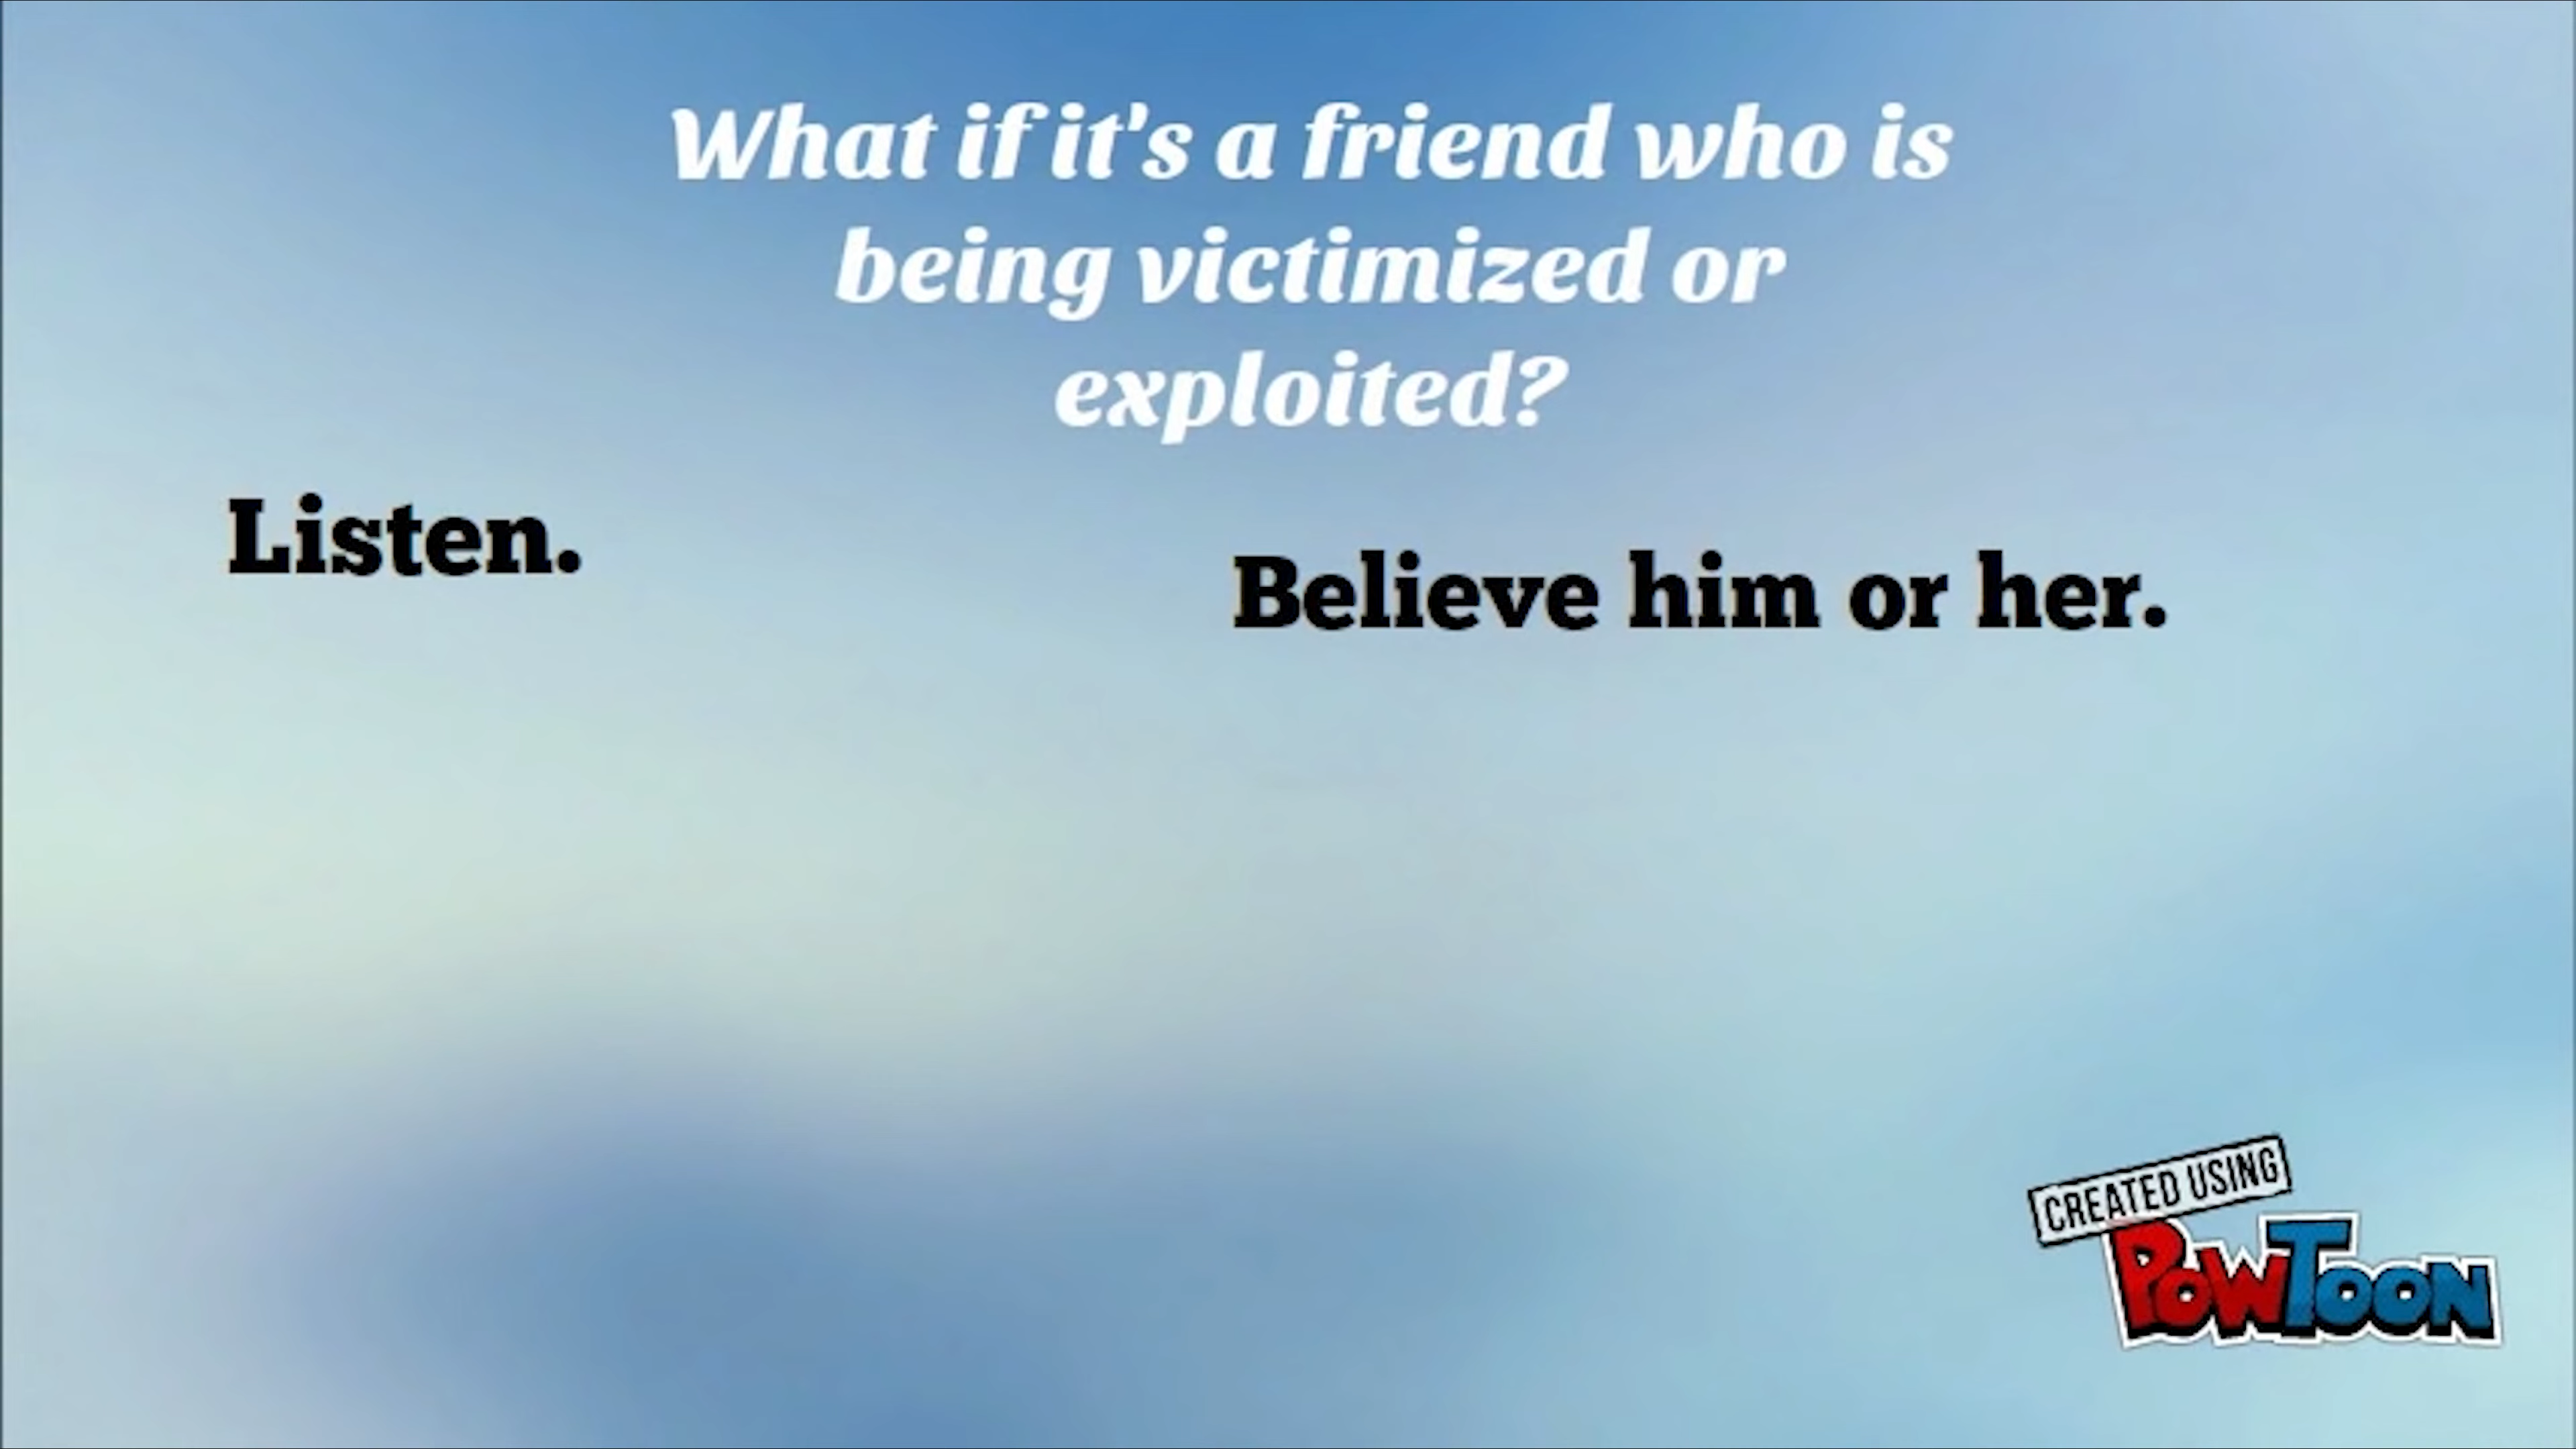 What if it's a friend who is
being victimized or
exploited?
Listen.
Believe him or her.
CREATED USING
POWTOON